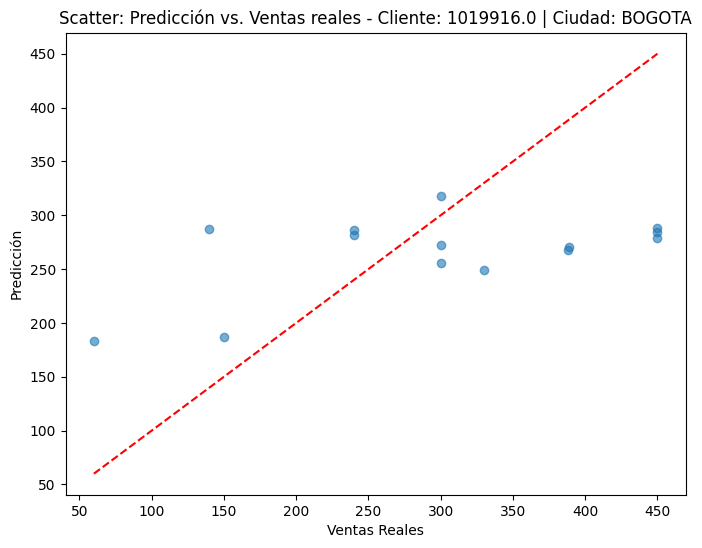 Scatter: Predicción vs. Ventas reales - Cliente: 1019916.0 | Ciudad: BOGOTA
450
400
350
300
250
200
150
100
50
Predicción
50 100 150 200 250 300 350 400 450
Ventas Reales